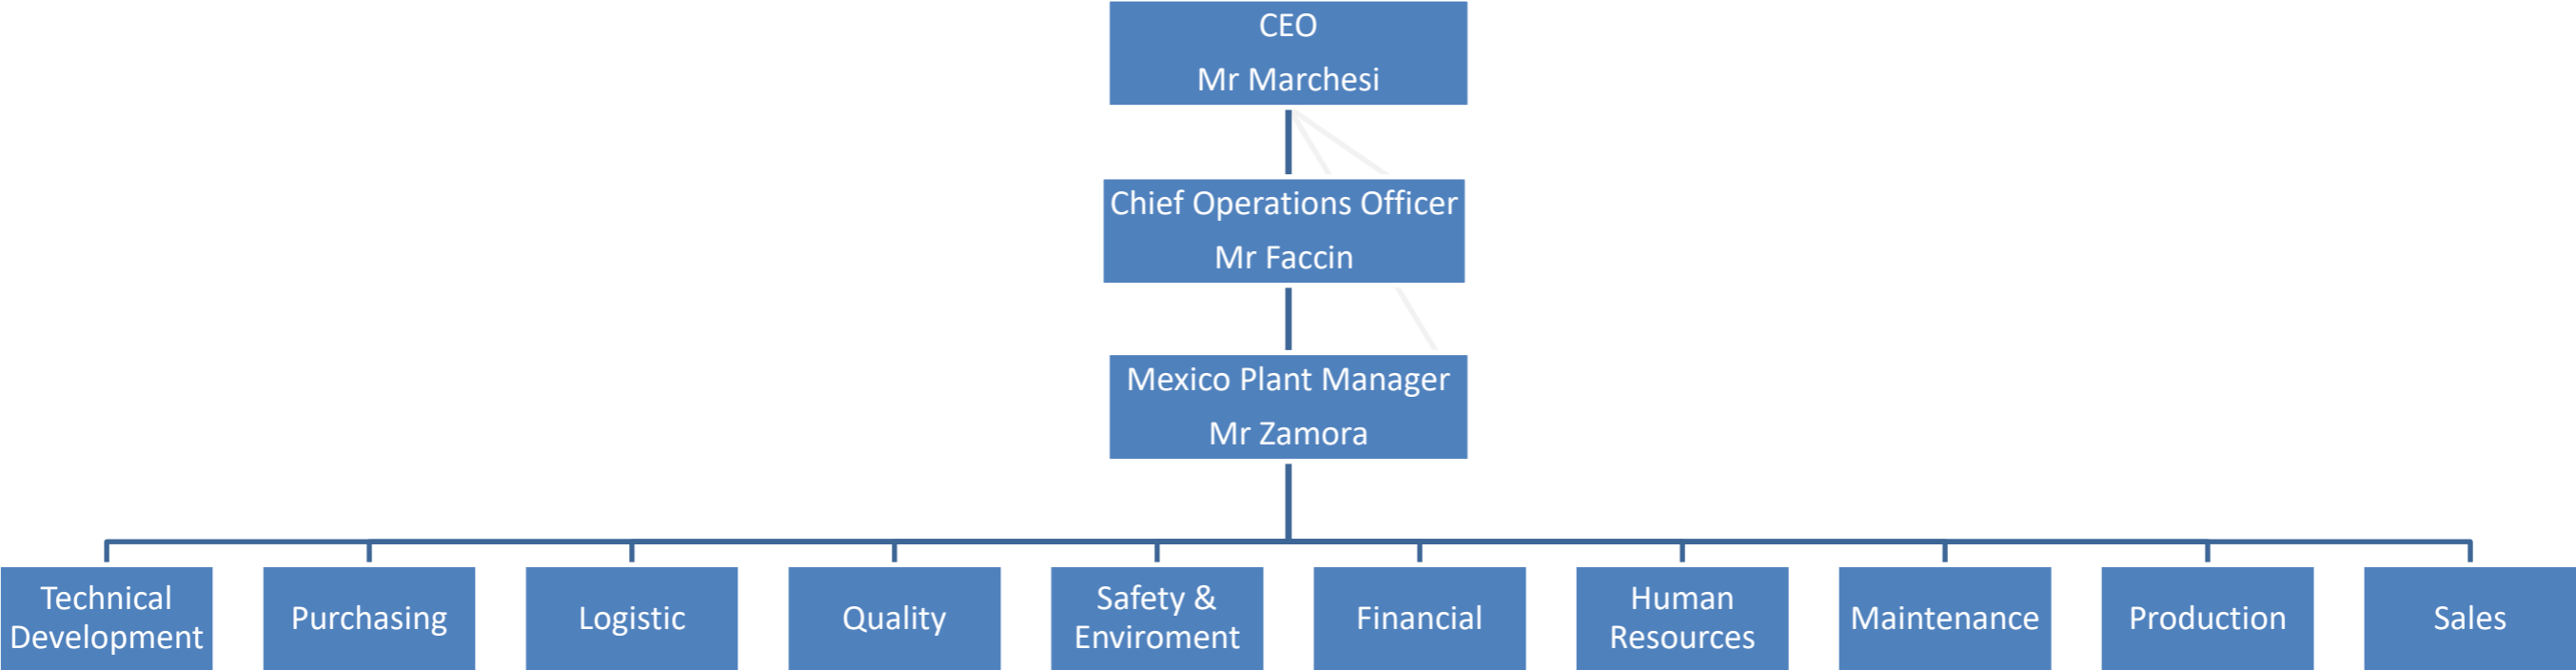 CEO
Mr Marchesi
Chief Operations Officer
Mr Faccin
Mexico Plant Manager
Mr Zamora
Technical
Development
Purchasing
Logistic
Quality
Safety &
Enviroment
Financial
Human
Resources
Maintenance
Production
Sales